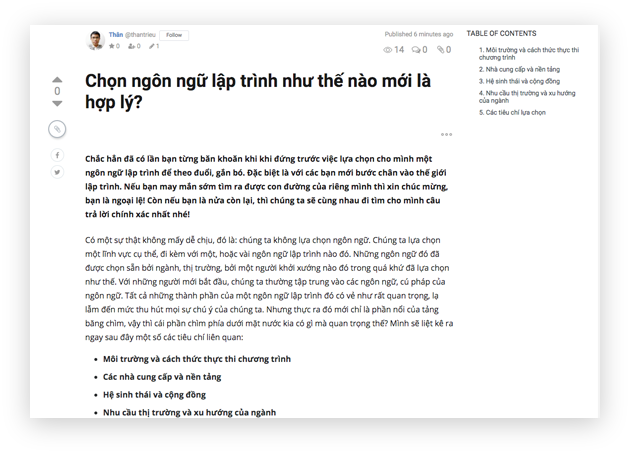 Thân @thantrieu Follow
0 0 1
Published 6 minutes ago
14 0 0
0
Chọn ngôn ngữ lập trình như thế nào mới là
hợp lý?
Chắc hẳn đã có lần bạn từng băn khoăn khi khi đứng trước việc lựa chọn cho mình một
ngôn ngữ lập trình để theo đuổi, gắn bó. Đặc biệt là với các bạn mới bước chân vào thế giới
lập trình. Nếu bạn may mắn sớm tìm ra được con đường của riêng mình thì xin chúc mừng,
bạn là ngoại lệ! Còn nếu bạn là nửa còn lại, thì chúng ta sẽ cùng nhau đi tìm cho mình câu
trả lời chính xác nhất nhé!
Có một sự thật không mấy dễ chịu, đó là: chúng ta không lựa chọn ngôn ngữ. Chúng ta lựa chọn
một lĩnh vực cụ thể, đi kèm với một, hoặc vài ngôn ngữ lập trình nào đó. Những ngôn ngữ đó đã
được chọn sẵn bởi ngành, thị trường, bởi một người khởi xướng nào đó trong quá khứ đã lựa chọn
như thế. Với những người mới bắt đầu, chúng ta thường tập trung vào các ngôn ngữ, cú pháp của
ngôn ngữ. Tất cả những thành phần của một ngôn ngữ lập trình đó có vẻ như rất quan trọng, lạ
lẫm đến mức thu hút mọi sự chú ý của chúng ta. Nhưng thực ra đó mới chỉ là phần nổi của tảng
băng chìm, vậy thì cái phần chìm phía dưới mặt nước kia có gì mà quan trọng thế? Mình sẽ liệt kê ra
ngay sau đây một số các tiêu chí liên quan:
• Môi trường và cách thức thực thi chương trình
• Các nhà cung cấp và nền tảng
• Hệ sinh thái và cộng đồng
• Nhu cầu thị trường và xu hướng của ngành
TABLE OF CONTENTS
1. Môi trường và cách thức thực thi
chương trình
2. Nhà cung cấp và nền tảng
3. Hệ sinh thái và cộng đồng
4. Nhu cầu thị trường và xu hướng
của ngành
5. Các tiêu chí lựa chọn